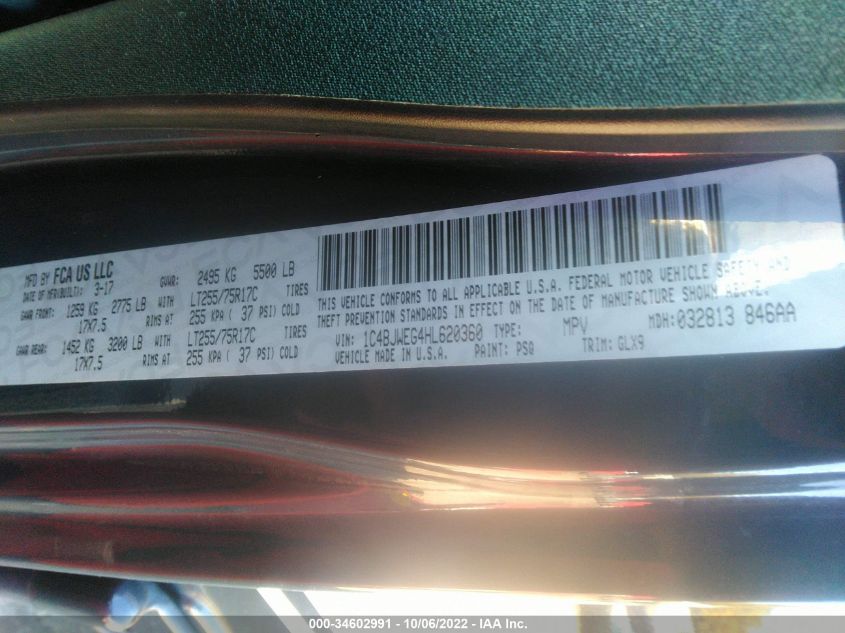 MFD BY FCA US LLC
DATE OF MFR(BUILT): 3-17
GVWR: 2495 KG 5500 LB
GAWR FRONT: 1259 KG 2775 LB WITH LT255/75R17C TIRES
17X7.5 RIMS AT 255 KPA ( 37 PSI) COLD
GAWR REAR: 1452 KG 3200 LB WITH LT255/75R17C TIRES
17X7.5 RIMS AT 255 KPA ( 37 PSI) COLD
THIS VEHICLE CONFORMS TO ALL APPLICABLE U.S.A. FEDERAL MOTOR VEHICLE SAFETY AND
THEFT PREVENTION STANDARDS IN EFFECT ON THE DATE OF MANUFACTURE SHOWN ABOVE.
VIN: 1C4BJWEG4HL620360 TYPE: MPV MDH:032813 846AA
VEHICLE MADE IN U.S.A. PAINT: PSQ TRIM: GLX9
000-34602991 - 10/06/2022 - IAA Inc.